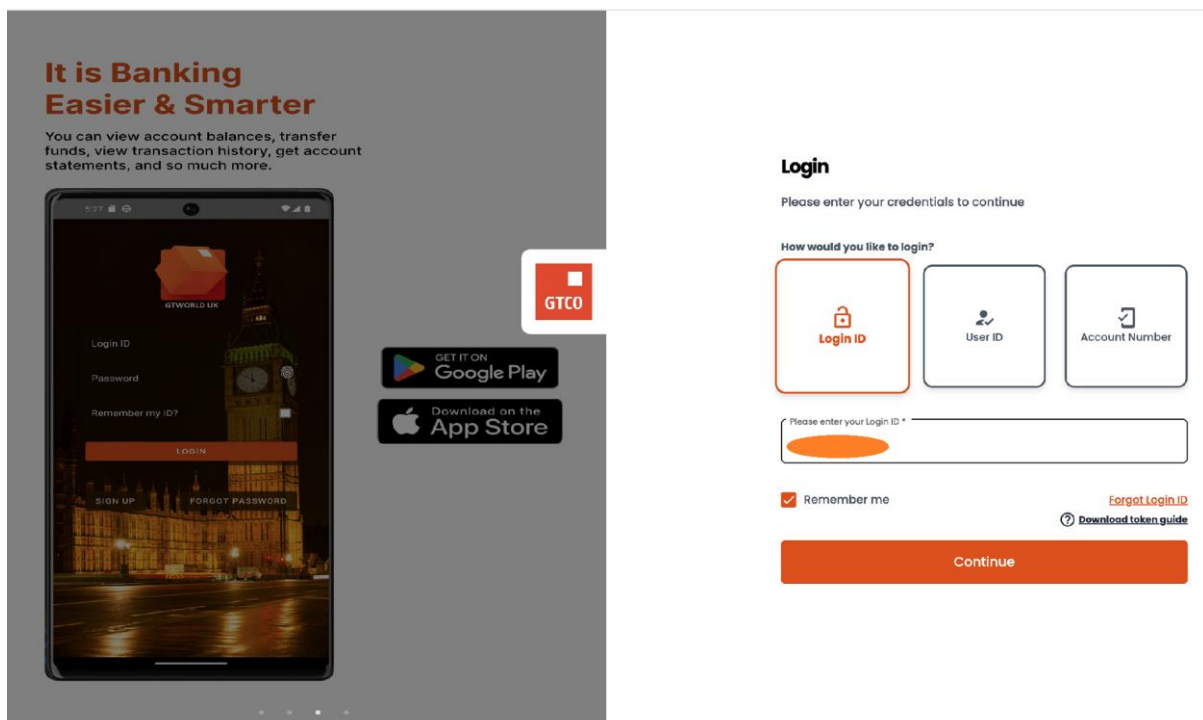 It is Banking
Easier & Smarter
You can view account balances, transfer
funds, view transaction history, get account
statements, and so much more.
5:27
GTWORLD UK
Login ID
Password
Remember my ID?
LOGIN
SIGN UP
FORGOT PASSWORD
GET IT ON
Google Play
Download on the
App Store
GTCO
Login
Please enter your credentials to continue
How would you like to login?
Login ID
User ID
Account Number
Please enter your Login ID *
Remember me
Forgot Login ID
? Download token guide
Continue